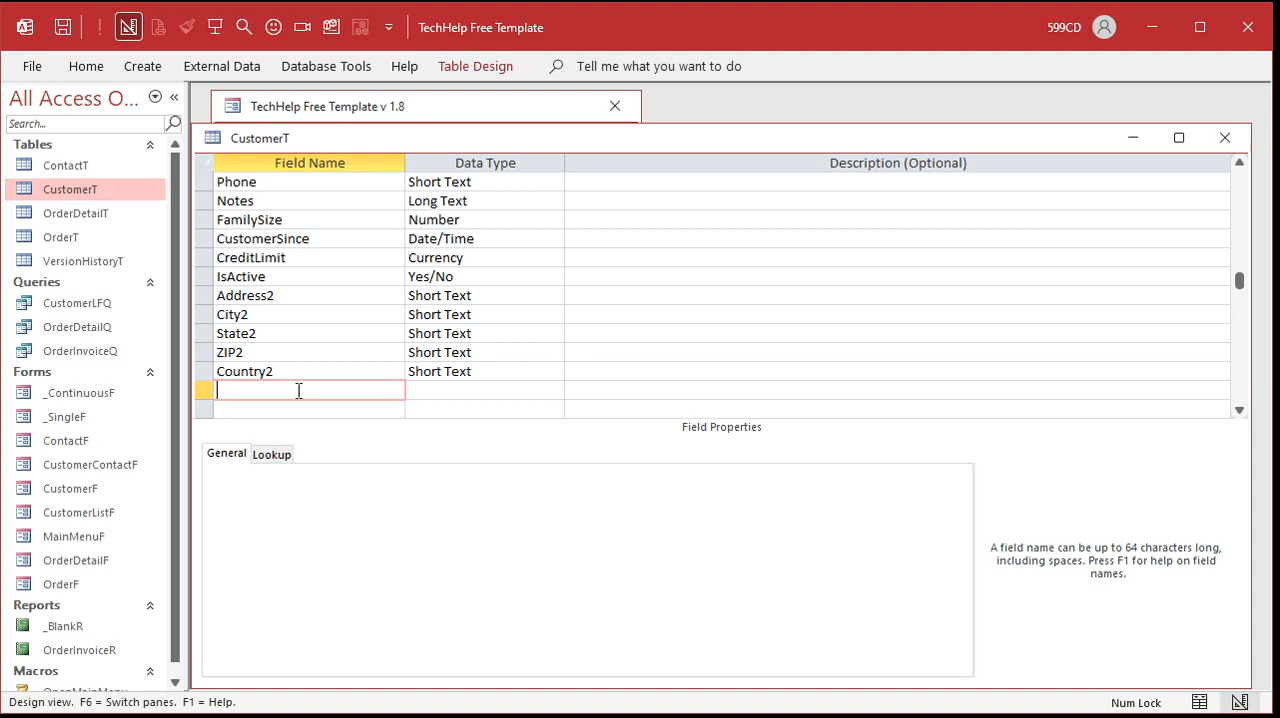 TechHelp Free Template
599CD
File Home Create External Data Database Tools Help Table Design Tell me what you want to do
All Access O...
Search...
Tables
ContactT
CustomerT
OrderDetailT
OrderT
VersionHistoryT
Queries
CustomerLFQ
OrderDetailQ
OrderInvoiceQ
Forms
_ContinuousF
_SingleF
ContactF
CustomerContactF
CustomerF
CustomerListF
MainMenuF
OrderDetailF
OrderF
Reports
_BlankR
OrderInvoiceR
Macros
OpenMainMenu
TechHelp Free Template v 1.8
CustomerT
Field Name Data Type Description (Optional)
Phone Short Text
Notes Long Text
FamilySize Number
CustomerSince Date/Time
CreditLimit Currency
IsActive Yes/No
Address2 Short Text
City2 Short Text
State2 Short Text
ZIP2 Short Text
Country2 Short Text
Field Properties
General Lookup
A field name can be up to 64 characters long,
including spaces. Press F1 for help on field
names.
Design view. F6 = Switch panes. F1 = Help.
Num Lock